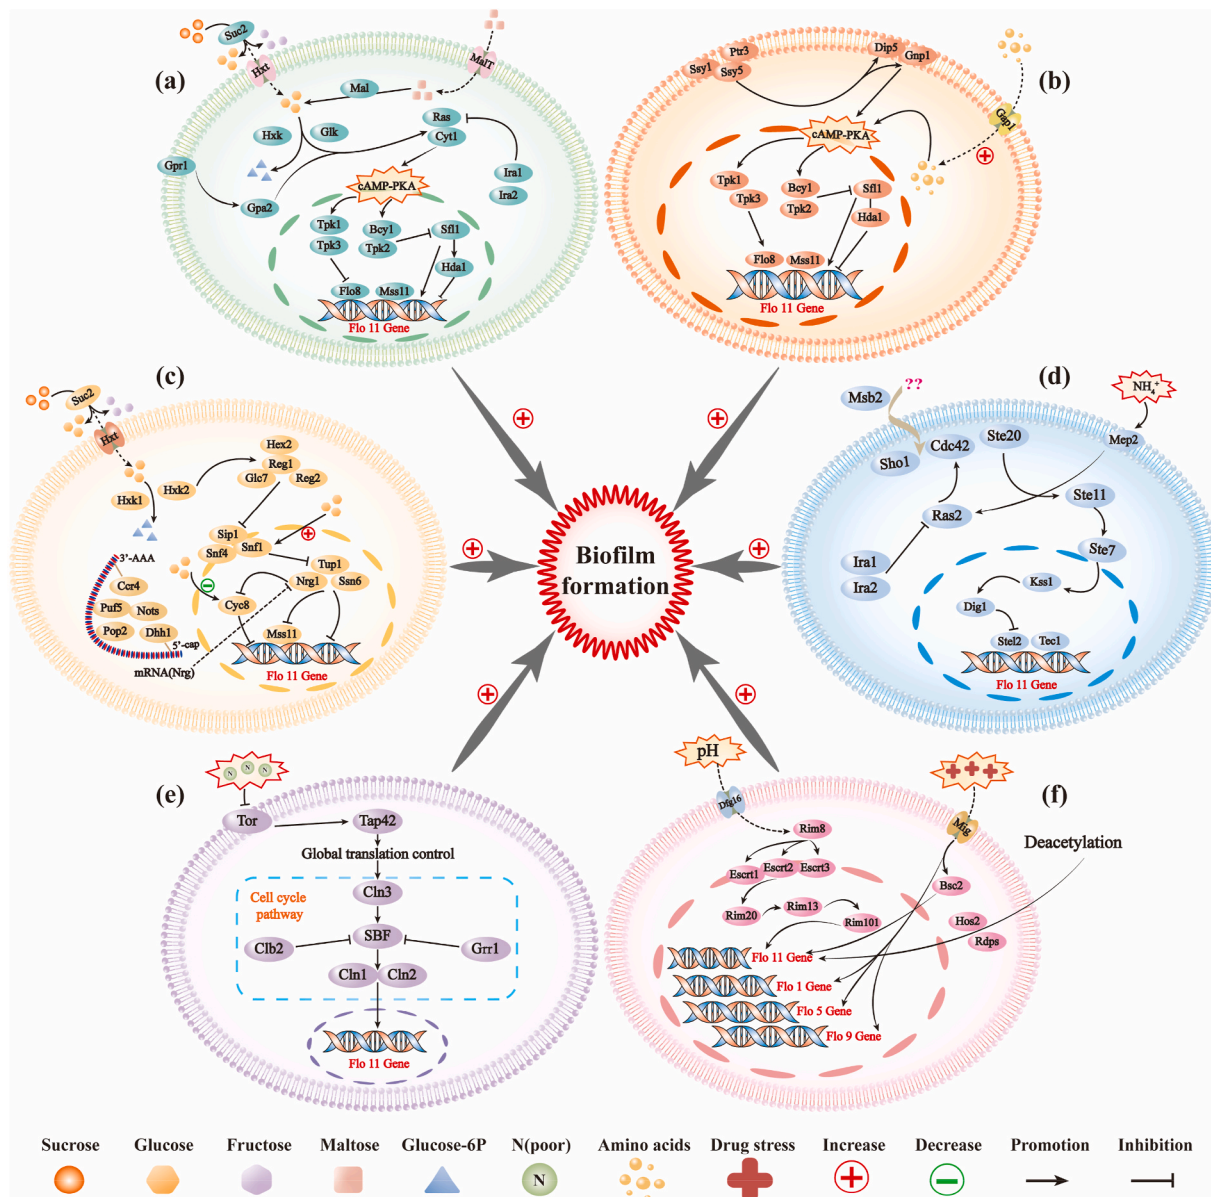 (a)
Suc2
Hxt
MalT
Mal
Hxk
Glk
Ras
Cyt1
Gpr1
Gpa2
Ira1
Ira2
cAMP-PKA
Tpk1
Tpk3
Bcy1
Tpk2
Sfl1
Hda1
Flo8
Mss11
Flo 11 Gene
(b)
Ptr3
Ssy1
Ssy5
Dip5
Gnp1
Gap1
cAMP-PKA
Tpk1
Tpk3
Bcy1
Tpk2
Sfl1
Hda1
Flo8
Mss11
Flo 11 Gene
(c)
Suc2
Hxt
Hxk1
Hxk2
Hex2
Reg1
Glc7
Reg2
Sip1
Snf4
Snf1
Tup1
Nrg1
Ssn6
Cyc8
Mss11
Flo 11 Gene
3'-AAA
Ccr4
Puf5
Nots
Pop2
Dhh1
5'-cap
mRNA(Nrg)
Biofilm
formation
(d)
??
Msb2
Sho1
Cdc42
Ste20
NH4+
Mep2
Ste11
Ras2
Ste7
Ira1
Ira2
Kss1
Dig1
Stel2
Tec1
Flo 11 Gene
(e)
N N N
Tor
Tap42
Global translation control
Cell cycle
pathway
Cln3
Clb2
SBF
Grr1
Cln1
Cln2
Flo 11 Gene
(f)
pH
Dfg16
Mig
Deacetylation
Rim8
Escrt1
Escrt2
Escrt3
Rim20
Rim13
Rim101
Bsc2
Hos2
Rdps
Flo 11 Gene
Flo 1 Gene
Flo 5 Gene
Flo 9 Gene
Sucrose Glucose Fructose Maltose Glucose-6P N(poor) Amino acids Drug stress Increase Decrease Promotion Inhibition
N